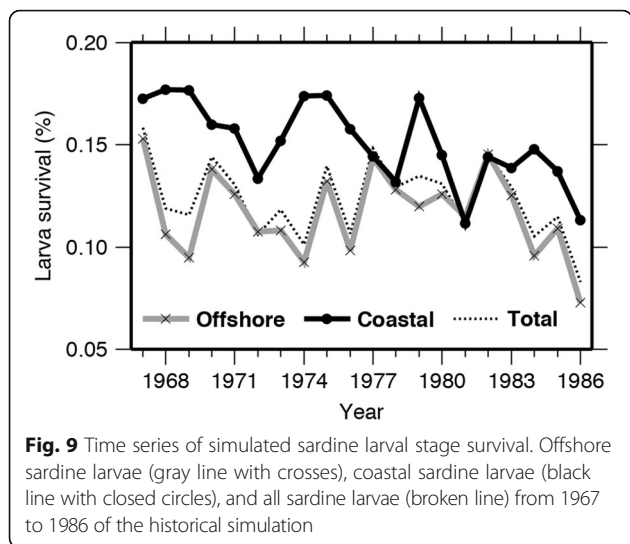 0.20
0.15
0.10
0.05
Larva survival (%)
Offshore Coastal Total
1968 1971 1974 1977 1980 1983 1986
Year
Fig. 9 Time series of simulated sardine larval stage survival. Offshore
sardine larvae (gray line with crosses), coastal sardine larvae (black
line with closed circles), and all sardine larvae (broken line) from 1967
to 1986 of the historical simulation